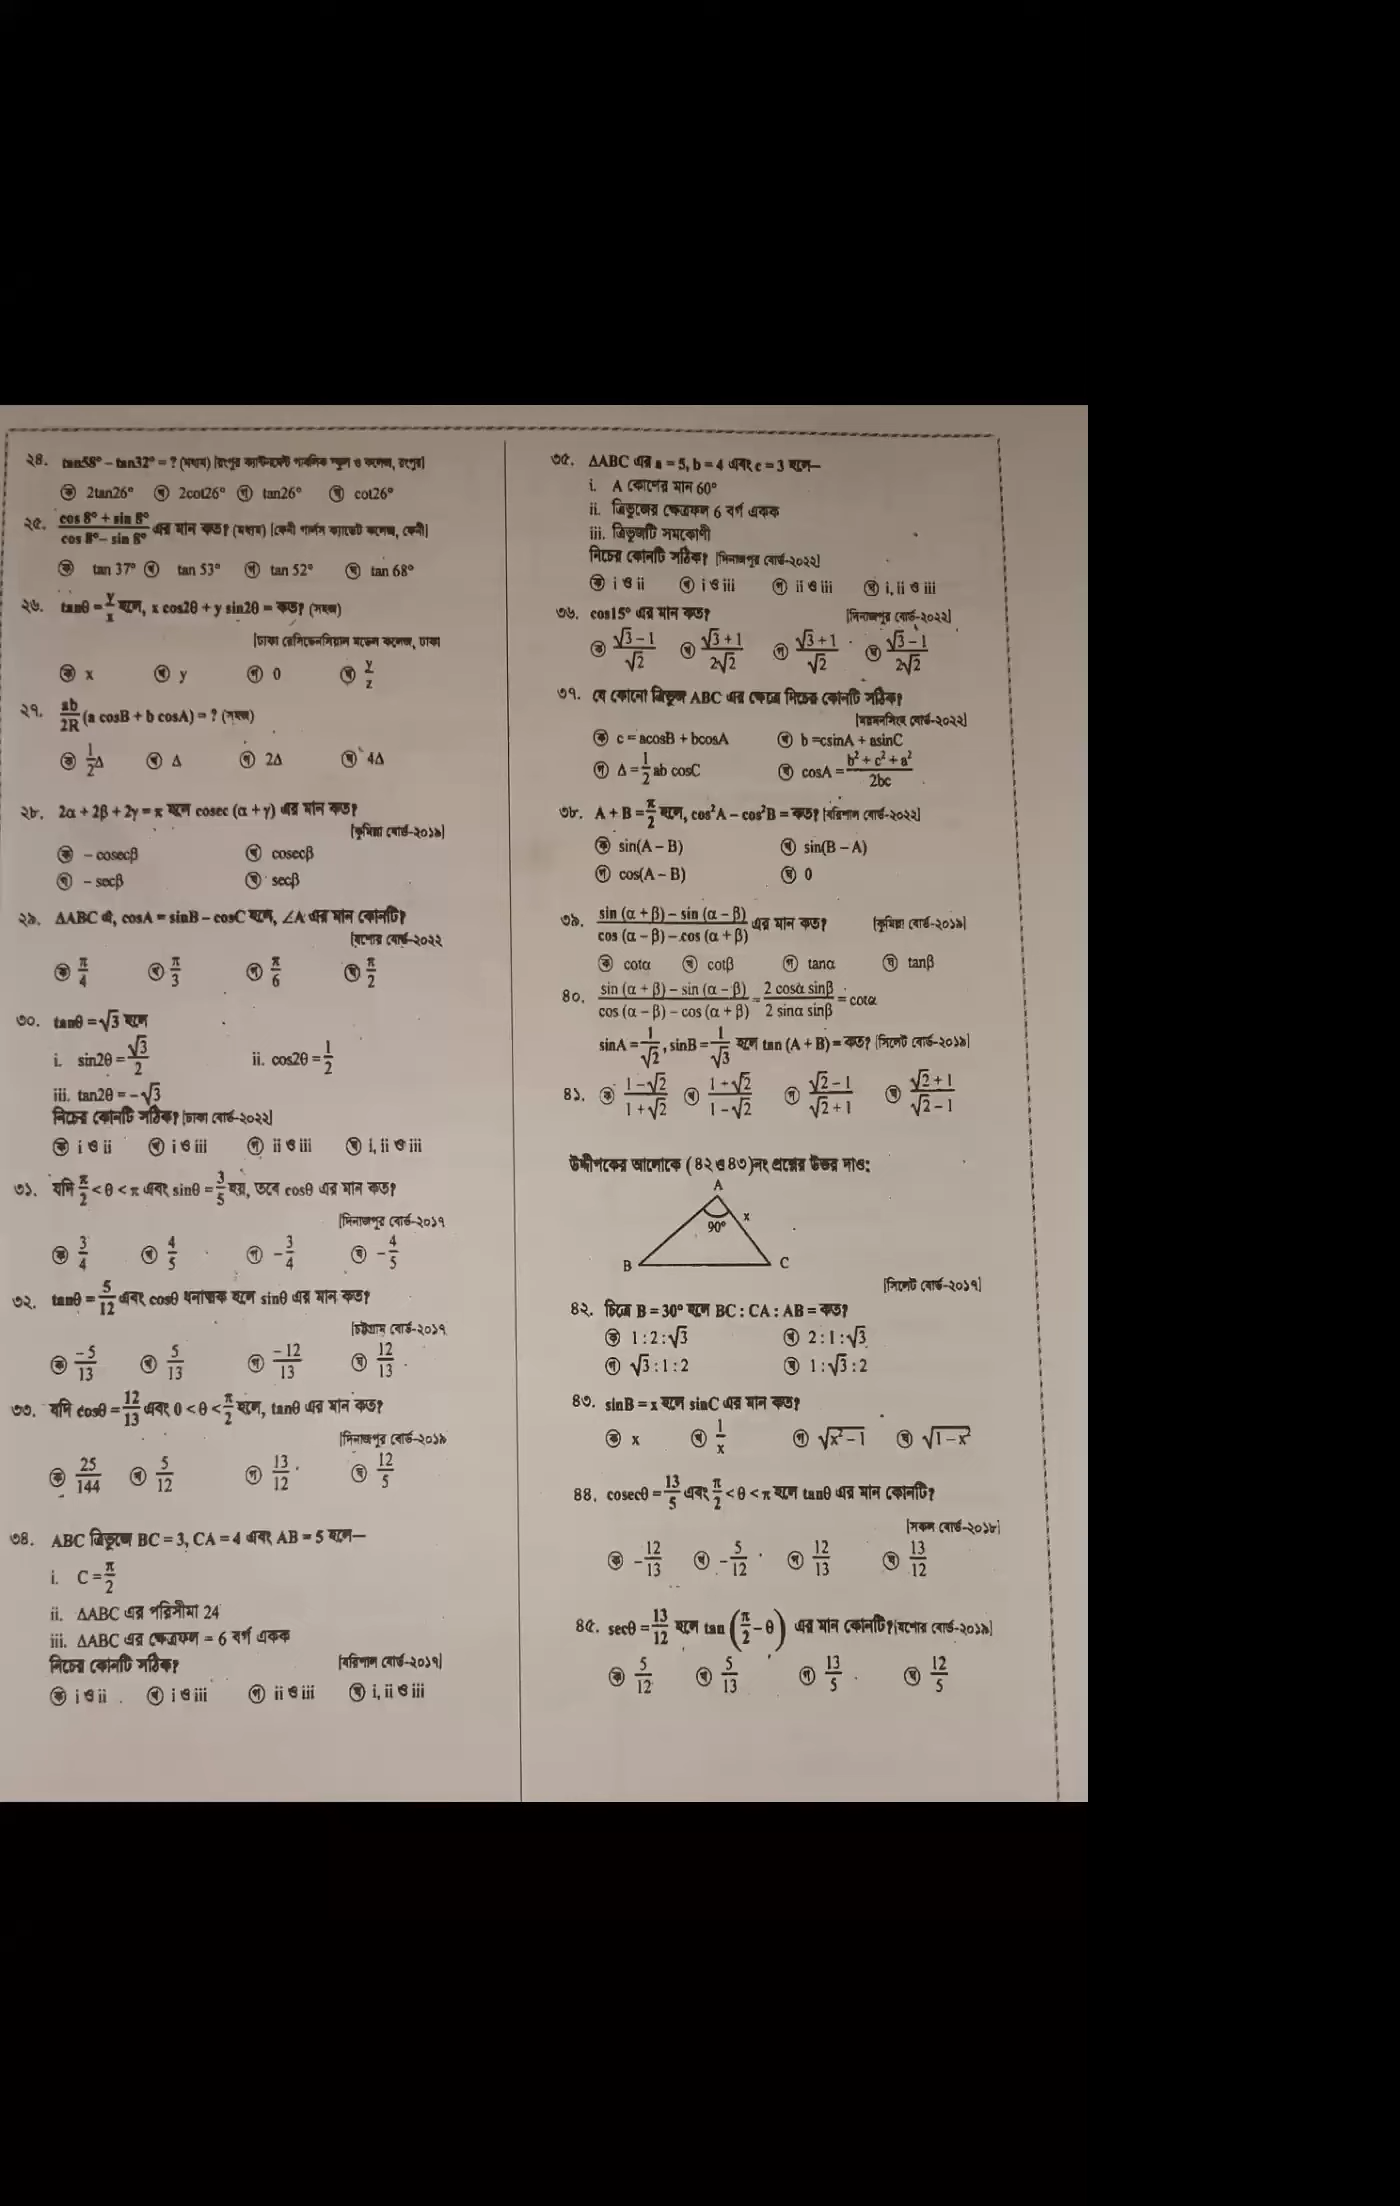 ২৪. tan58° – tan32° = ? (মধ্যম) [রংপুর ক্যান্টনমেন্ট পাবলিক স্কুল ও কলেজ, রংপুর]
ক 2tan26° খ 2cot26° গ tan26° ঘ cot26°
২৫. (cos 8° + sin 8°)/(cos 8° – sin 8°) এর মান কত? (মধ্যম) [ফেনী গার্লস ক্যাডেট কলেজ, ফেনী]
ক tan 37° খ tan 53° গ tan 52° ঘ tan 68°
২৬. tanθ = y/x হলে, x cos2θ + y sin2θ = কত? (সহজ)
[ঢাকা রেসিডেনসিয়াল মডেল কলেজ, ঢাকা
ক x খ y গ 0 ঘ y/z
২৭. ab/2R (a cosB + b cosA) = ? (সহজ)
ক 1/2Δ খ Δ গ 2Δ ঘ 4Δ
২৮. 2α + 2β + 2γ = π হলে cosec (α + γ) এর মান কত?
[কুমিল্লা বোর্ড-২০১৯]
ক – cosecβ খ cosecβ
গ – secβ ঘ secβ
২৯. ΔABC এ, cosA = sinB – cosC হলে, ∠A এর মান কোনটি?
[যশোর বোর্ড-২০২২
ক π/4 খ π/3 গ π/6 ঘ π/2
৩০. tanθ = √3 হলে
i. sin2θ = √3/2 ii. cos2θ = 1/2
iii. tan2θ = – √3
নিচের কোনটি সঠিক? [ঢাকা বোর্ড-২০২২]
ক i ও ii খ i ও iii গ ii ও iii ঘ i, ii ও iii
৩১. যদি π/2 < θ < π এবং sinθ = 3/5 হয়, তবে cosθ এর মান কত?
[দিনাজপুর বোর্ড-২০১৭
ক 3/4 খ 4/5 গ – 3/4 ঘ – 4/5
৩২. tanθ = 5/12 এবং cosθ ধনাত্মক হলে sinθ এর মান কত?
[চট্টগ্রাম বোর্ড-২০১৭
ক –5/13 খ 5/13 গ –12/13 ঘ 12/13
৩৩. যদি cosθ = 12/13 এবং 0 < θ < π/2 হলে, tanθ এর মান কত?
[দিনাজপুর বোর্ড-২০১৯
ক 25/144 খ 5/12 গ 13/12 ঘ 12/5
৩৪. ABC ত্রিভুজে BC = 3, CA = 4 এবং AB = 5 হলে—
i. C = π/2
ii. ΔABC এর পরিসীমা 24
iii. ΔABC এর ক্ষেত্রফল = 6 বর্গ একক
নিচের কোনটি সঠিক? [বরিশাল বোর্ড-২০১৭]
ক i ও ii খ i ও iii গ ii ও iii ঘ i, ii ও iii
৩৫. ΔABC এর a = 5, b = 4 এবং c = 3 হলে—
i. A কোণের মান 60°
ii. ত্রিভুজের ক্ষেত্রফল 6 বর্গ একক
iii. ত্রিভুজটি সমকোণী
নিচের কোনটি সঠিক? [দিনাজপুর বোর্ড-২০২২]
ক i ও ii খ i ও iii গ ii ও iii ঘ i, ii ও iii
৩৬. cos15° এর মান কত? [দিনাজপুর বোর্ড-২০২২]
ক (√3 – 1)/√2 খ (√3 + 1)/2√2 গ (√3 + 1)/√2 ঘ (√3 – 1)/2√2
৩৭. যে কোনো ত্রিভুজ ABC এর ক্ষেত্রে নিচের কোনটি সঠিক?
[ময়মনসিংহ বোর্ড-২০২২]
ক c = acosB + bcosA খ b =csinA + asinC
গ Δ = 1/2 ab cosC ঘ cosA = (b² + c² + a²)/2bc
৩৮. A + B = π/2 হলে, cos²A – cos²B = কত? [বরিশাল বোর্ড-২০২২]
ক sin(A – B) খ sin(B – A)
গ cos(A – B) ঘ 0
৩৯. (sin (α + β) – sin (α – β))/(cos (α – β) – cos (α + β)) এর মান কত? [কুমিল্লা বোর্ড-২০১৯]
ক cotα খ cotβ গ tanα ঘ tanβ
৪০. (sin (α + β) – sin (α – β))/(cos (α – β) – cos (α + β)) = (2 cosα sinβ)/(2 sinα sinβ) = cotα
sinA = 1/√2, sinB = 1/√3 হলে tan (A + B) = কত? [সিলেট বোর্ড-২০১৯]
৪১. ক (1 – √2)/(1 + √2) খ (1 + √2)/(1 – √2) গ (√2 – 1)/(√2 + 1) ঘ (√2 + 1)/(√2 – 1)
উদ্দীপকের আলোকে (৪২ ও ৪৩)নং প্রশ্নের উত্তর দাও:
A
x
90°
B C
[সিলেট বোর্ড-২০১৭]
৪২. চিত্রে B = 30° হলে BC : CA : AB = কত?
ক 1 : 2 : √3 খ 2 : 1 : √3
গ √3 : 1 : 2 ঘ 1 : √3 : 2
৪৩. sinB = x হলে sinC এর মান কত?
ক x খ 1/x গ √(x² – 1) ঘ √(1 – x²)
৪৪. cosecθ = 13/5 এবং π/2 < θ < π হলে tanθ এর মান কোনটি?
[সকল বোর্ড-২০১৮]
ক – 12/13 খ – 5/12 গ 12/13 ঘ 13/12
৪৫. secθ = 13/12 হলে tan (π/2 – θ) এর মান কোনটি? [যশোর বোর্ড-২০১৯]
ক 5/12 খ 5/13 গ 13/5 ঘ 12/5